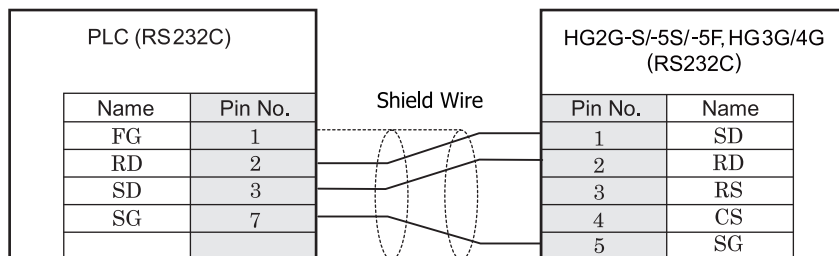 PLC (RS232C)
HG2G-S/-5S/-5F, HG3G/4G
(RS232C)
Shield Wire
Name Pin No.
FG 1
RD 2
SD 3
SG 7
Pin No. Name
1 SD
2 RD
3 RS
4 CS
5 SG